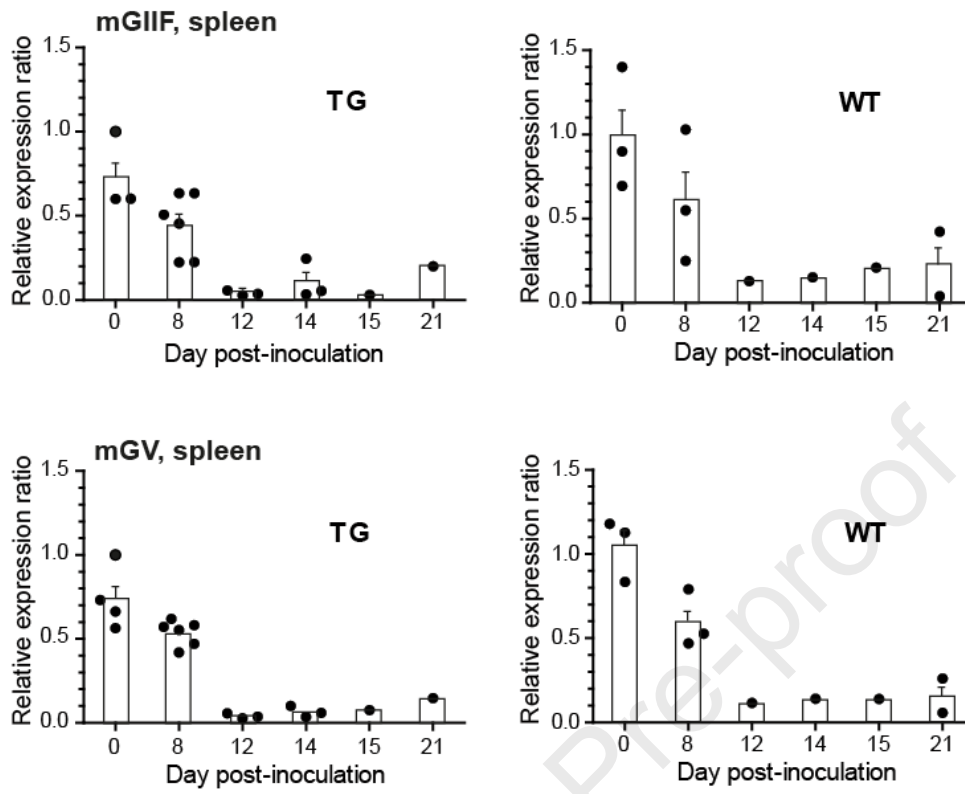 mGIIF, spleen
Relative expression ratio
1.5
1.0
0.5
0.0
TG
0 8 12 14 15 21
Day post-inoculation
Relative expression ratio
1.5
1.0
0.5
0.0
WT
0 8 12 14 15 21
Day post-inoculation
mGV, spleen
Relative expression ratio
1.5
1.0
0.5
0.0
TG
0 8 12 14 15 21
Day post-inoculation
Relative expression ratio
1.5
1.0
0.5
0.0
WT
0 8 12 14 15 21
Day post-inoculation
Pre-proof